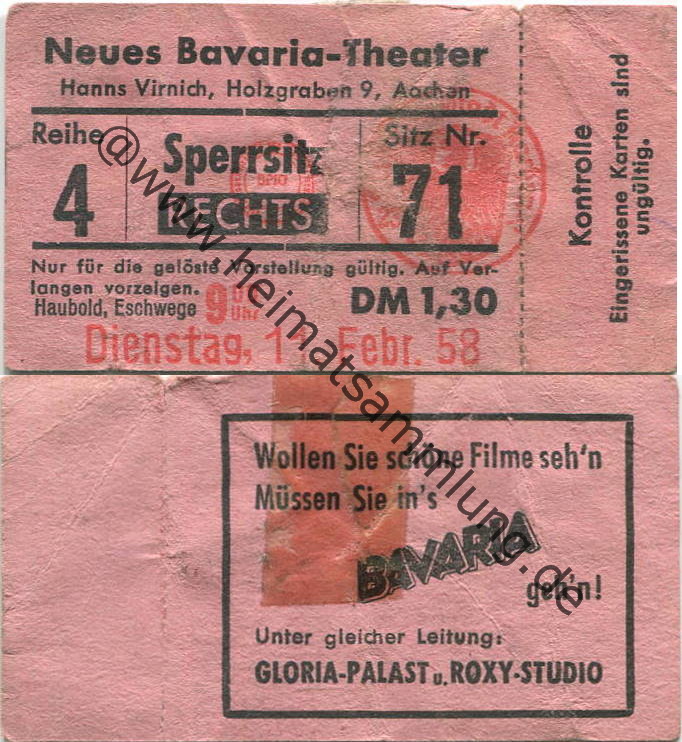 Neues Bavaria-Theater
Hanns Virnich, Holzgraben 9, Aachen
Reihe
4
Sperrsitz
RECHTS
Sitz Nr.
71
Nur für die gelöste Vorstellung gültig. Auf Ver-
langen vorzeigen.
Haubold, Eschwege
9
Uhr
DM 1,30
Dienstag, Febr. 58
Kontrolle
Eingerissene Karten sind
ungültig.
@www.heimatsammlung.de
Wollen Sie schöne Filme seh'n
Müssen Sie in's
BAVARIA
geh'n!
Unter gleicher Leitung:
GLORIA-PALAST u. ROXY-STUDIO